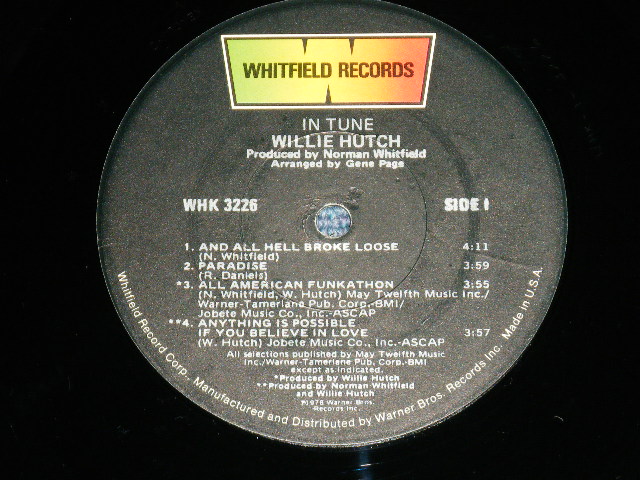 WHITFIELD RECORDS
IN TUNE
WILLIE HUTCH
Produced by Norman Whitfield
Arranged by Gene Page
WHK 3226 SIDE 1
1. AND ALL HELL BROKE LOOSE 4:11
(N. Whitfield)
2. PARADISE 3:59
(R. Daniels)
*3. ALL AMERICAN FUNKATHON 3:55
(N. Whitfield, W. Hutch) May Twelfth Music Inc./
Warner-Tamerlane Pub. Corp.-BMI/
Jobete Music Co., Inc.-ASCAP
**4. ANYTHING IS POSSIBLE
IF YOU BELIEVE IN LOVE 3:57
(W. Hutch) Jobete Music Co., Inc.-ASCAP
All selections published by May Twelfth Music
Inc./Warner-Tamerlane Pub. Corp.-BMI
except as indicated.
*Produced by Willie Hutch
**Produced by Norman Whitfield
and Willie Hutch
℗1978 Warner Bros.
Records Inc.
Whitfield Record Corp.- Manufactured and Distributed by Warner Bros. Records Inc. Made in U.S.A.